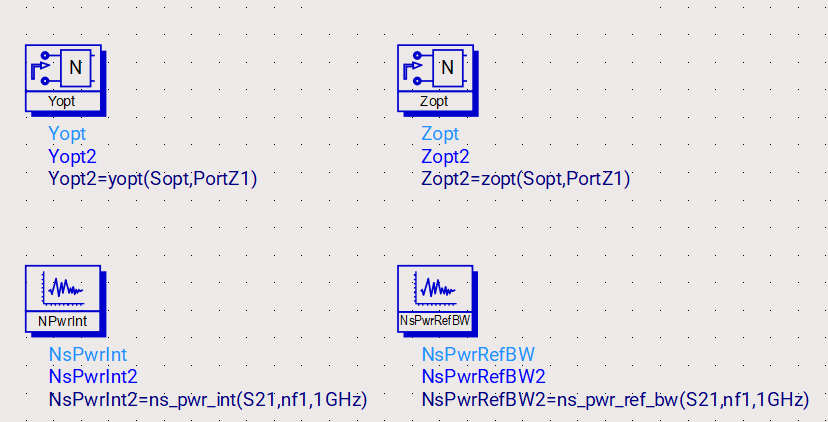 N
Yopt
Yopt
Yopt2
Yopt2=yopt(Sopt,PortZ1)
N
Zopt
Zopt
Zopt2
Zopt2=zopt(Sopt,PortZ1)
NPwrInt
NsPwrInt
NsPwrInt2
NsPwrInt2=ns_pwr_int(S21,nf1,1GHz)
NsPwrRefBW
NsPwrRefBW
NsPwrRefBW2
NsPwrRefBW2=ns_pwr_ref_bw(S21,nf1,1GHz)